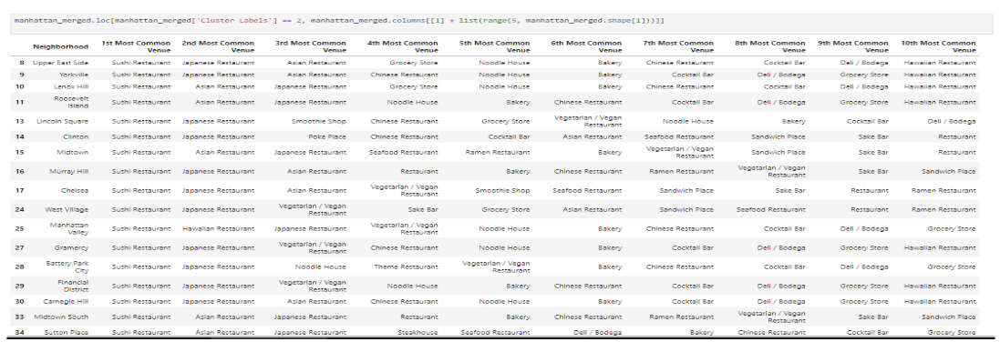 manhattan_merged.loc[manhattan_merged['Cluster Labels'] == 2, manhattan_merged.columns[[1] + list(range(5, manhattan_merged.shape[1]))]]
Neighborhood 1st Most Common Venue 2nd Most Common Venue 3rd Most Common Venue 4th Most Common Venue 5th Most Common Venue 6th Most Common Venue 7th Most Common Venue 8th Most Common Venue 9th Most Common Venue 10th Most Common Venue
8 Upper East Side Sushi Restaurant Japanese Restaurant Asian Restaurant Grocery Store Noodle House Bakery Chinese Restaurant Cocktail Bar Deli / Bodega Hawaiian Restaurant
9 Yorkville Sushi Restaurant Japanese Restaurant Asian Restaurant Chinese Restaurant Noodle House Bakery Cocktail Bar Deli / Bodega Grocery Store Hawaiian Restaurant
10 Lenox Hill Sushi Restaurant Asian Restaurant Japanese Restaurant Grocery Store Noodle House Bakery Chinese Restaurant Cocktail Bar Deli / Bodega Hawaiian Restaurant
11 Roosevelt Island Sushi Restaurant Asian Restaurant Japanese Restaurant Noodle House Bakery Chinese Restaurant Cocktail Bar Deli / Bodega Grocery Store Hawaiian Restaurant
13 Lincoln Square Sushi Restaurant Japanese Restaurant Smoothie Shop Chinese Restaurant Grocery Store Vegetarian / Vegan Restaurant Noodle House Bakery Cocktail Bar Deli / Bodega
14 Clinton Sushi Restaurant Japanese Restaurant Poke Place Chinese Restaurant Cocktail Bar Asian Restaurant Seafood Restaurant Sandwich Place Sake Bar Restaurant
15 Midtown Sushi Restaurant Asian Restaurant Japanese Restaurant Seafood Restaurant Ramen Restaurant Bakery Vegetarian / Vegan Restaurant Sandwich Place Sake Bar Restaurant
16 Murray Hill Sushi Restaurant Japanese Restaurant Asian Restaurant Restaurant Bakery Chinese Restaurant Ramen Restaurant Vegetarian / Vegan Restaurant Sake Bar Sandwich Place
17 Chelsea Sushi Restaurant Japanese Restaurant Asian Restaurant Vegetarian / Vegan Restaurant Smoothie Shop Seafood Restaurant Sandwich Place Sake Bar Restaurant Ramen Restaurant
24 West Village Sushi Restaurant Japanese Restaurant Vegetarian / Vegan Restaurant Sake Bar Grocery Store Asian Restaurant Sandwich Place Seafood Restaurant Restaurant Ramen Restaurant
25 Manhattan Valley Sushi Restaurant Hawaiian Restaurant Japanese Restaurant Vegetarian / Vegan Restaurant Noodle House Bakery Chinese Restaurant Cocktail Bar Deli / Bodega Grocery Store
27 Gramercy Sushi Restaurant Japanese Restaurant Vegetarian / Vegan Restaurant Chinese Restaurant Noodle House Bakery Cocktail Bar Deli / Bodega Grocery Store Hawaiian Restaurant
28 Battery Park City Sushi Restaurant Japanese Restaurant Noodle House Theme Restaurant Vegetarian / Vegan Restaurant Bakery Chinese Restaurant Cocktail Bar Deli / Bodega Grocery Store
29 Financial District Sushi Restaurant Japanese Restaurant Vegetarian / Vegan Restaurant Noodle House Bakery Chinese Restaurant Cocktail Bar Deli / Bodega Grocery Store Hawaiian Restaurant
30 Carnegie Hill Sushi Restaurant Japanese Restaurant Asian Restaurant Chinese Restaurant Noodle House Bakery Cocktail Bar Deli / Bodega Grocery Store Hawaiian Restaurant
33 Midtown South Sushi Restaurant Asian Restaurant Japanese Restaurant Restaurant Bakery Chinese Restaurant Ramen Restaurant Vegetarian / Vegan Restaurant Sake Bar Sandwich Place
34 Sutton Place Sushi Restaurant Asian Restaurant Japanese Restaurant Steakhouse Seafood Restaurant Deli / Bodega Bakery Chinese Restaurant Cocktail Bar Grocery Store